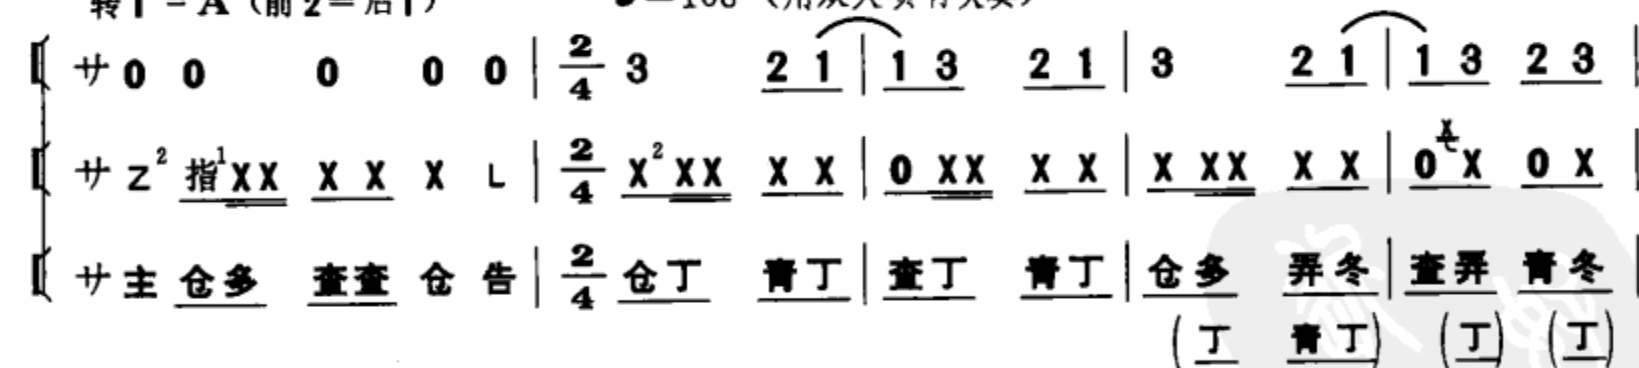 转1=A（前2=后1）
サ 0 0 0 0 0 | 2/4 3 2 1 | 1 3 2 1 | 3 2 1 | 1 3 2 3 |
サ Z² 指¹XX X X X L | 2/4 X² XX X X | 0 XX X X | X XX X X | 0 X 0 X |
サ 主 仓多 查查 仓 告 | 2/4 仓丁 青丁 | 查丁 青丁 | 仓多 弄冬 | 查弄 青冬 |
(丁 青丁) (丁) (丁)